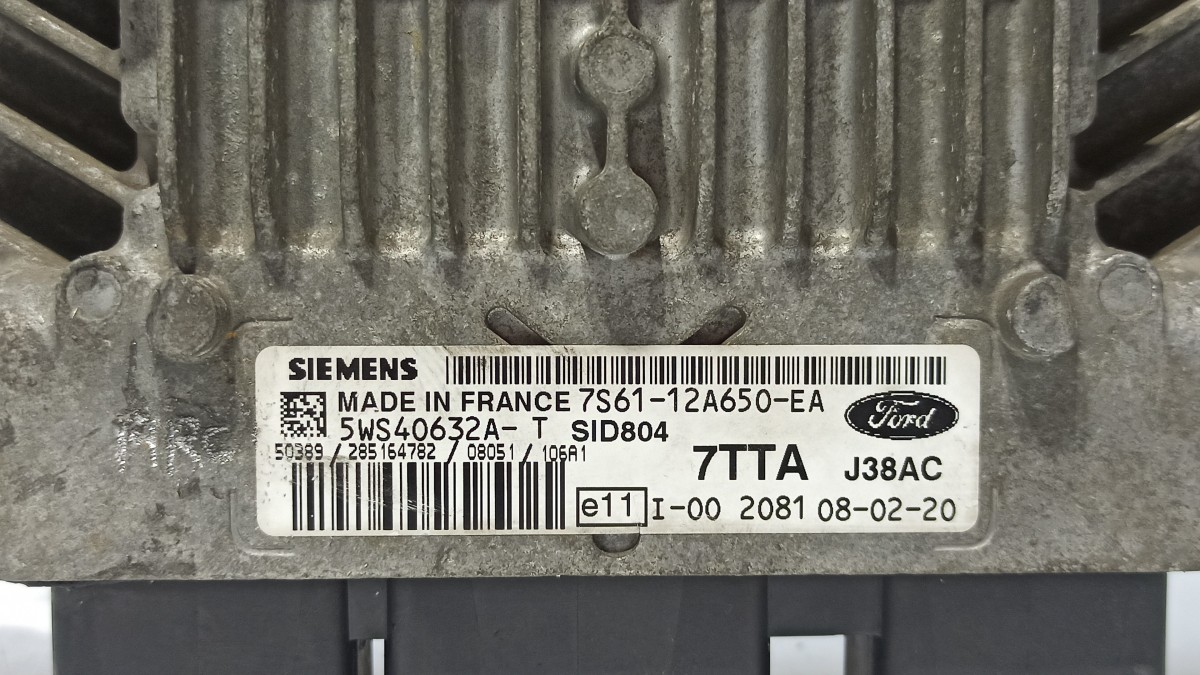 SIEMENS
MADE IN FRANCE 7S61-12A650-EA
5WS40632A- T SID804
Ford
50389 / 285164782 / 08051 / 106A1
7TTA J38AC
e11 I-00 2081 08-02-20